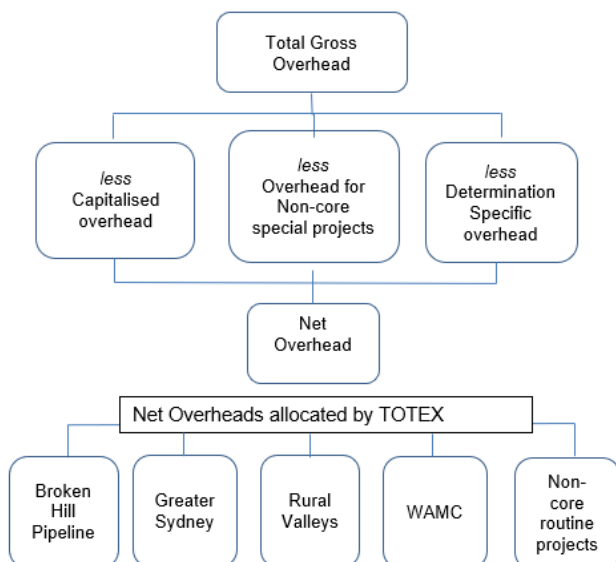 Total Gross
Overhead
less
Capitalised
overhead
less
Overhead for
Non-core
special projects
less
Determination
Specific
overhead
Net
Overhead
Net Overheads allocated by TOTEX
Broken
Hill
Pipeline
Greater
Sydney
Rural
Valleys
WAMC
Non-
core
routine
projects